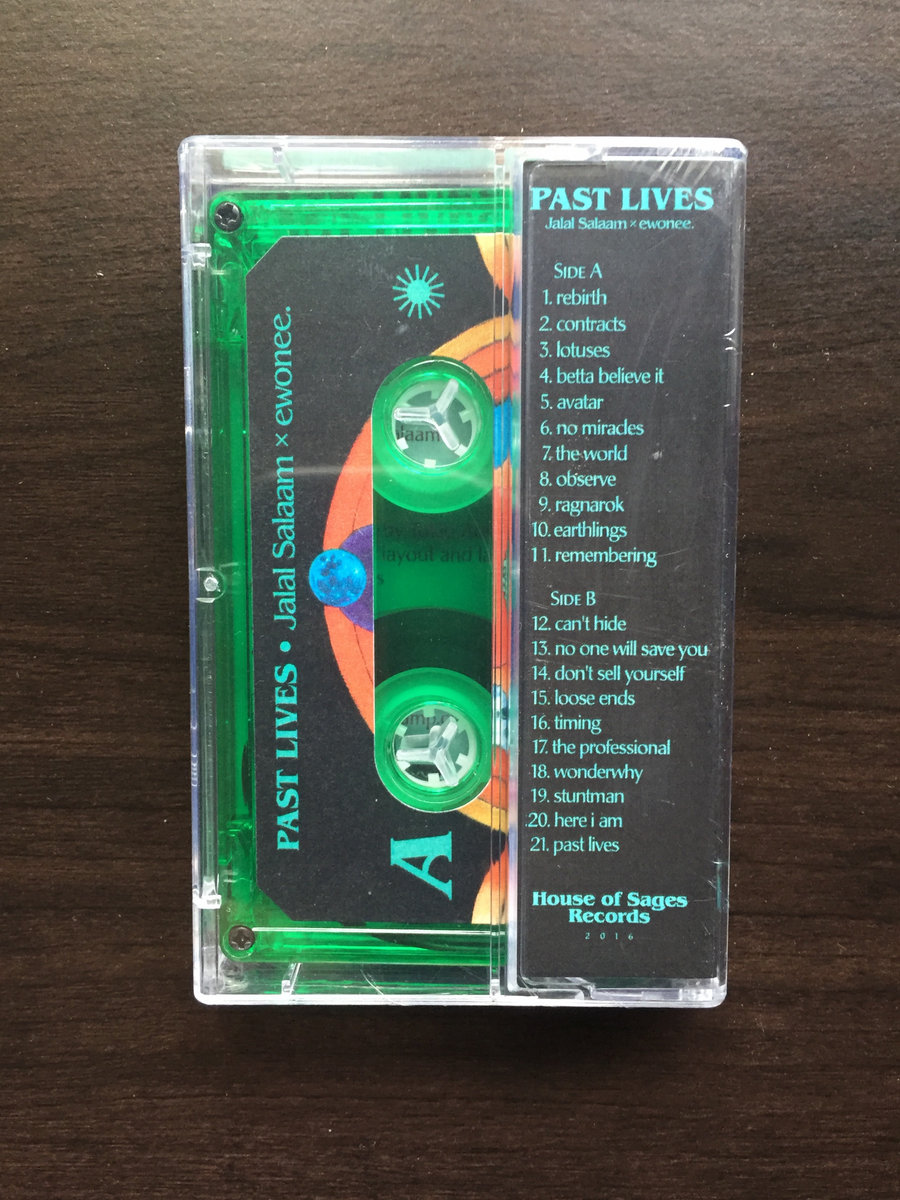 PAST LIVES • Jalal Salaam × ewonee.
A
PAST LIVES
Jalal Salaam × ewonee.
SIDE A
1. rebirth
2. contracts
3. lotuses
4. betta believe it
5. avatar
6. no miracles
7. the world
8. observe
9. ragnarok
10. earthlings
11. remembering
SIDE B
12. can't hide
13. no one will save you
14. don't sell yourself
15. loose ends
16. timing
17. the professional
18. wonderwhy
19. stuntman
20. here i am
21. past lives
House of Sages
Records
2016
layout and